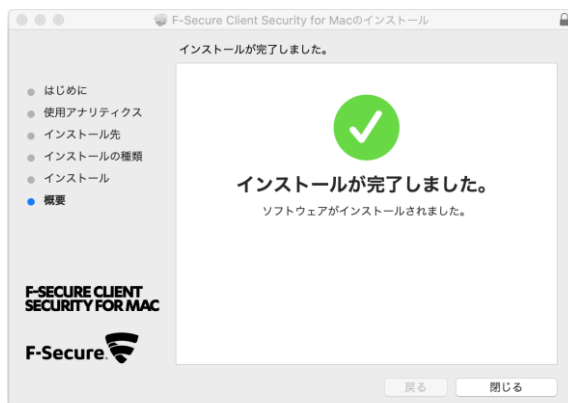 F-Secure Client Security for Macのインストール
インストールが完了しました。
はじめに
使用アナリティクス
インストール先
インストールの種類
インストール
概要
インストールが完了しました。
ソフトウェアがインストールされました。
F-SECURE CLIENT
SECURITY FOR MAC
F-Secure.
戻る
閉じる